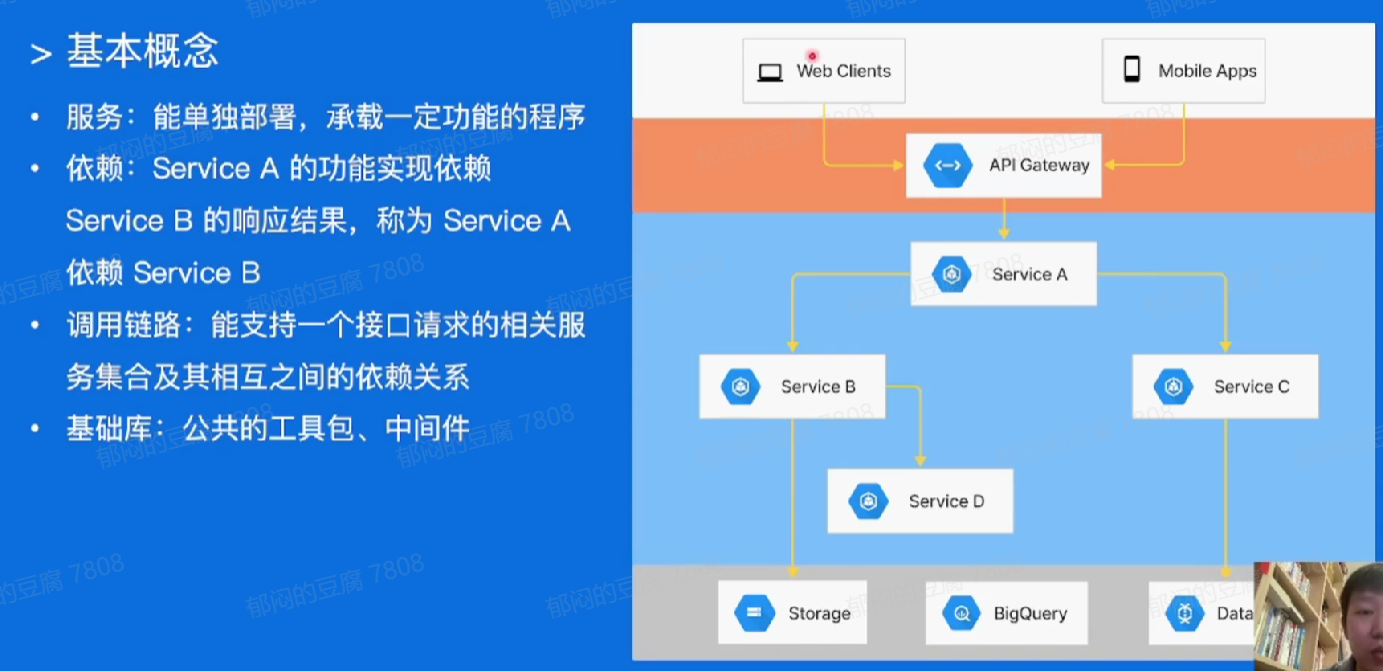 > 基本概念
• 服务：能单独部署，承载一定功能的程序
• 依赖：Service A 的功能实现依赖
Service B 的响应结果，称为 Service A
依赖 Service B
• 调用链路：能支持一个接口请求的相关服
务集合及其相互之间的依赖关系
• 基础库：公共的工具包、中间件
Web Clients
Mobile Apps
API Gateway
Service A
Service B
Service C
Service D
Storage
BigQuery
Data
郁闷的豆腐 7808